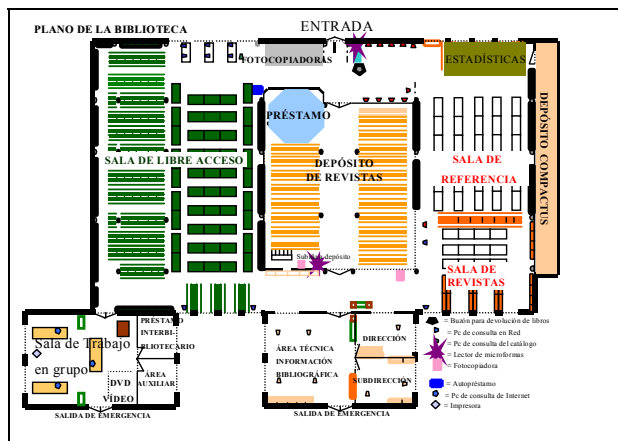 PLANO DE LA BIBLIOTECA
ENTRADA
FOTOCOPIADORAS
ESTADÍSTICAS
PRÉSTAMO
DEPÓSITO COMPACTUS
SALA DE LIBRE ACCESO
DEPÓSITO
DE REVISTAS
SALA DE
REFERENCIA
depósito
SALA DE
REVISTAS
PRÉSTAMO
INTERBI
BLIOTECARIO
Sala de Trabajo
en grupo
ÁREA
AUXILIAR
DVD
VÍDEO
SALIDA DE EMERGENCIA
ÁREA TÉCNICA
INFORMACIÓN
BIBLIOGRÁFICA
DIRECCIÓN
SUBDIRECCIÓN
SALIDA DE EMERGENCIA
= Buzón para devolución de libros
= Pc de consulta en Red
= Pc de consulta del catálogo
= Lector de microformas
= Fotocopiadora
= Autopréstamo
= Pc de consulta de Internet
= Impresora